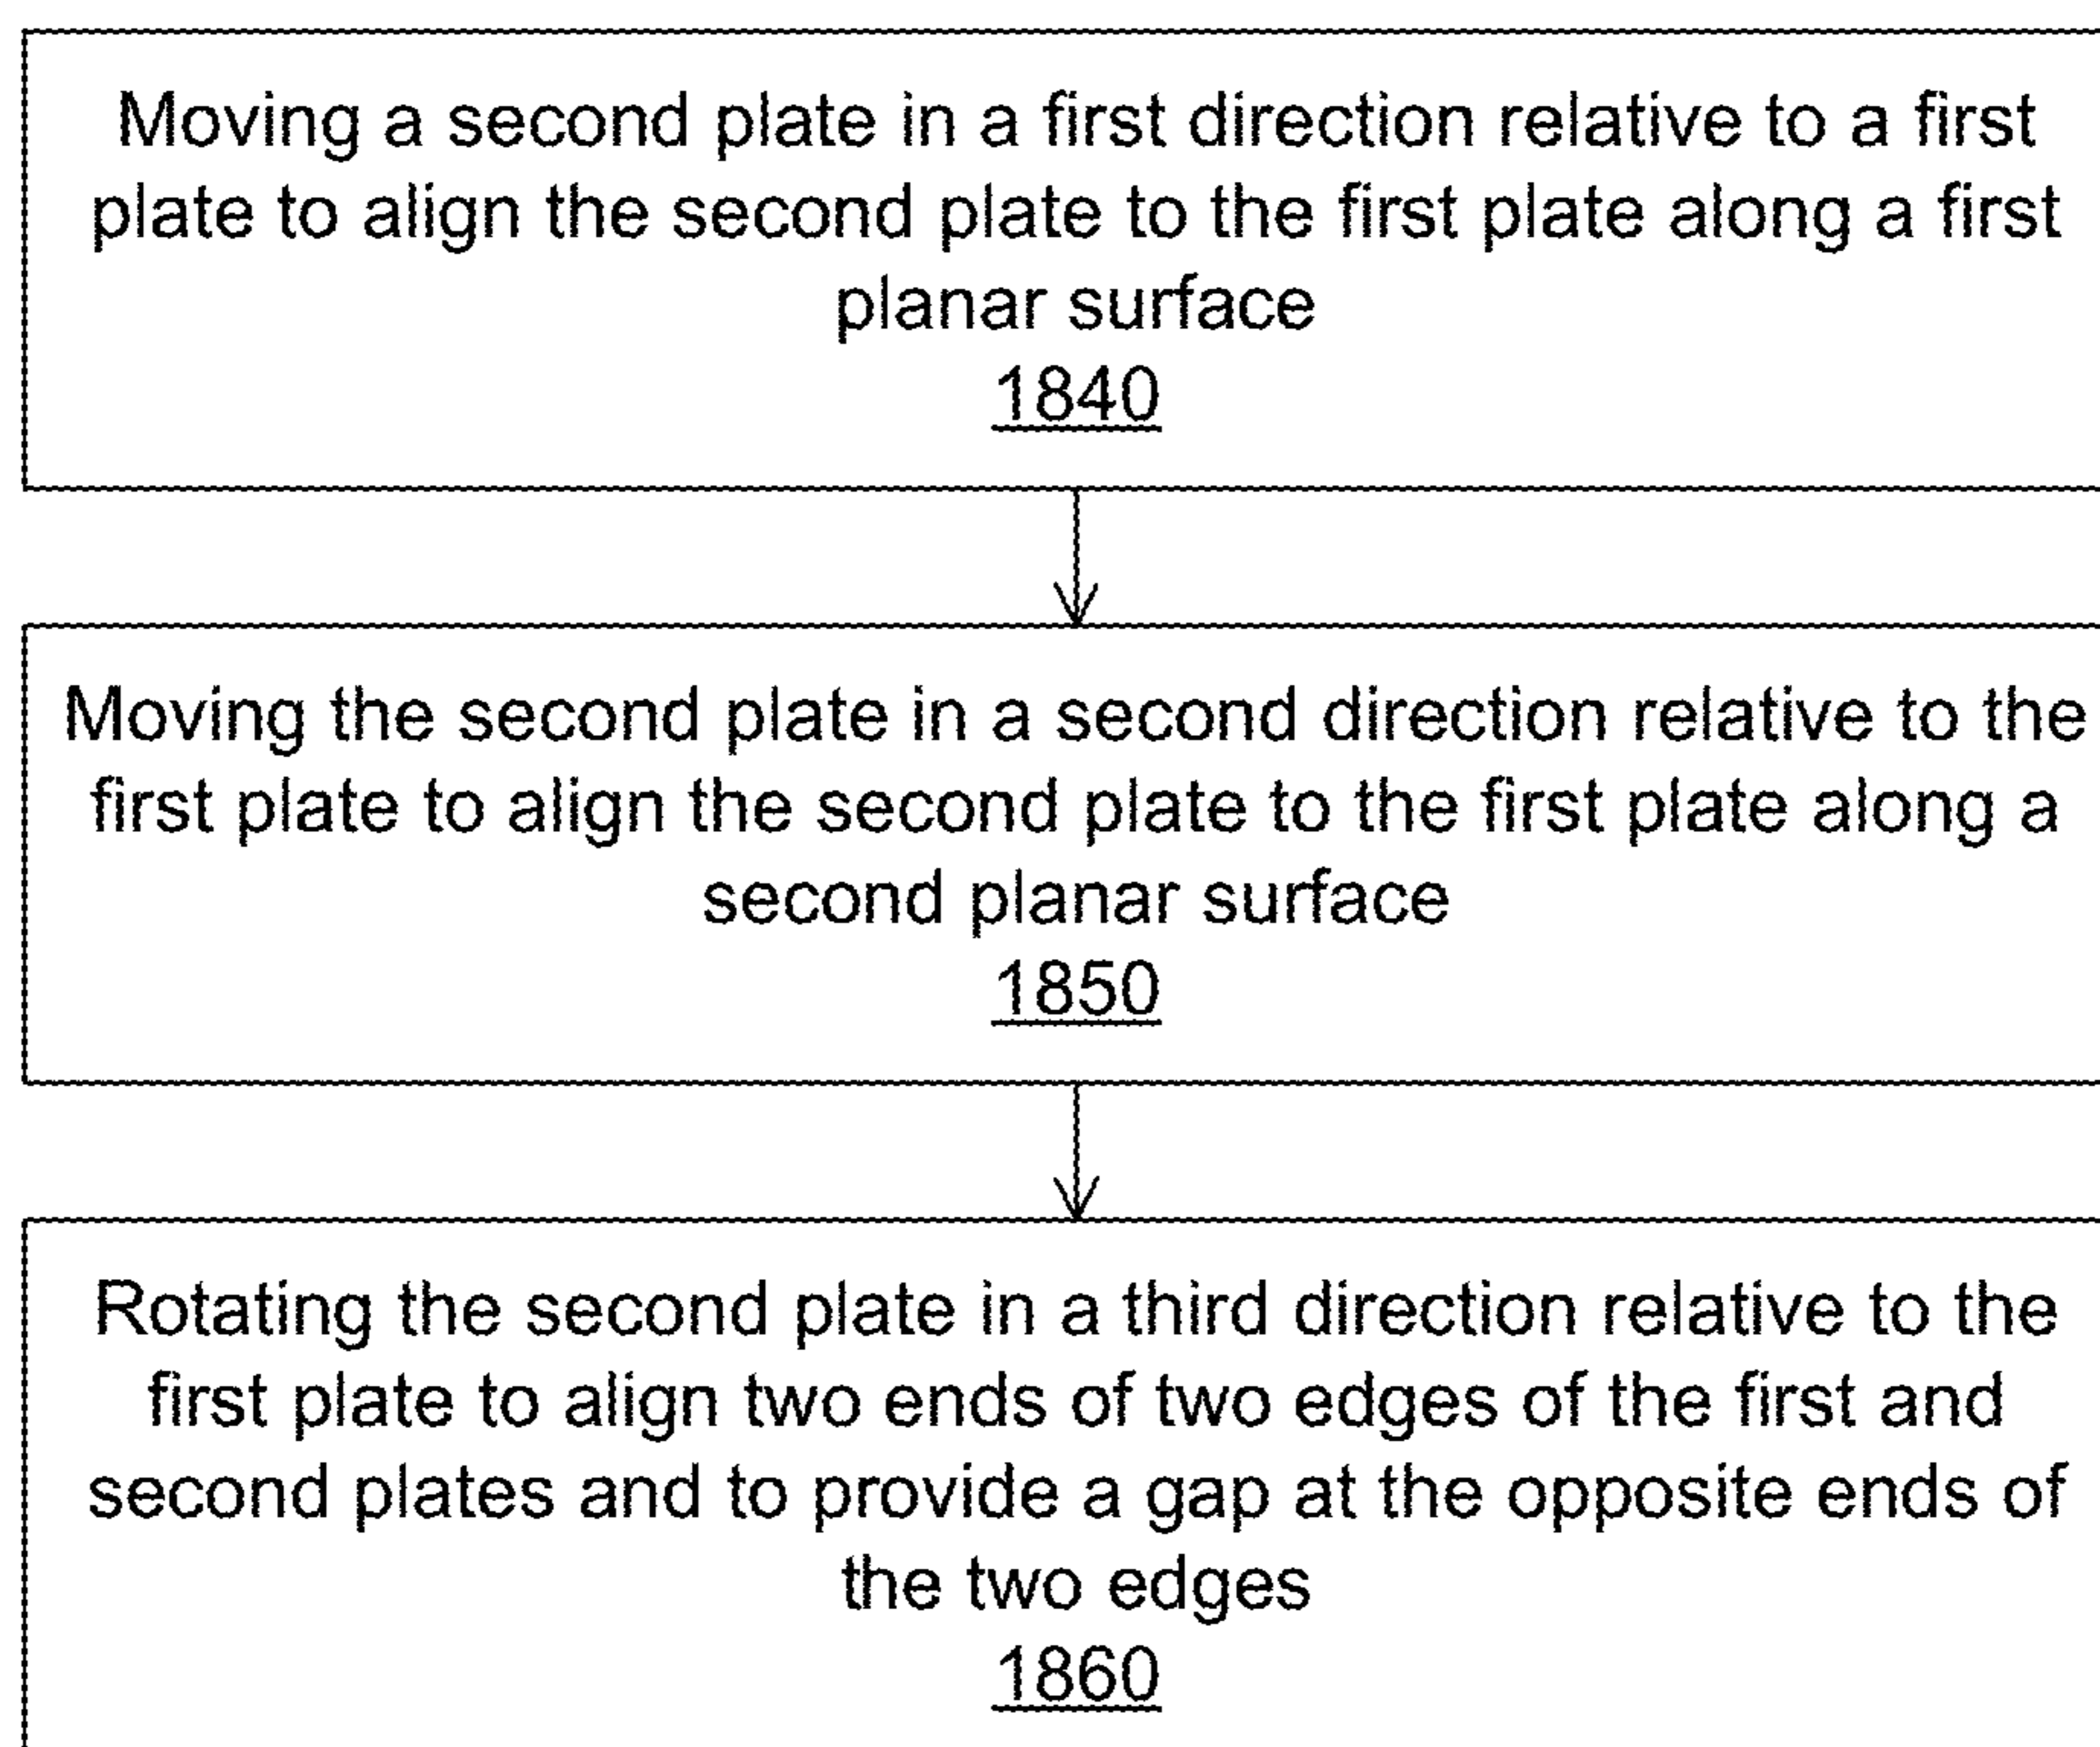 Moving a second plate in a first direction relative to a first
plate to align the second plate to the first plate along a first
planar surface
1840
Moving the second plate in a second direction relative to the
first plate to align the second plate to the first plate along a
second planar surface
1850
Rotating the second plate in a third direction relative to the
first plate to align two ends of two edges of the first and
second plates and to provide a gap at the opposite ends of
the two edges
1860